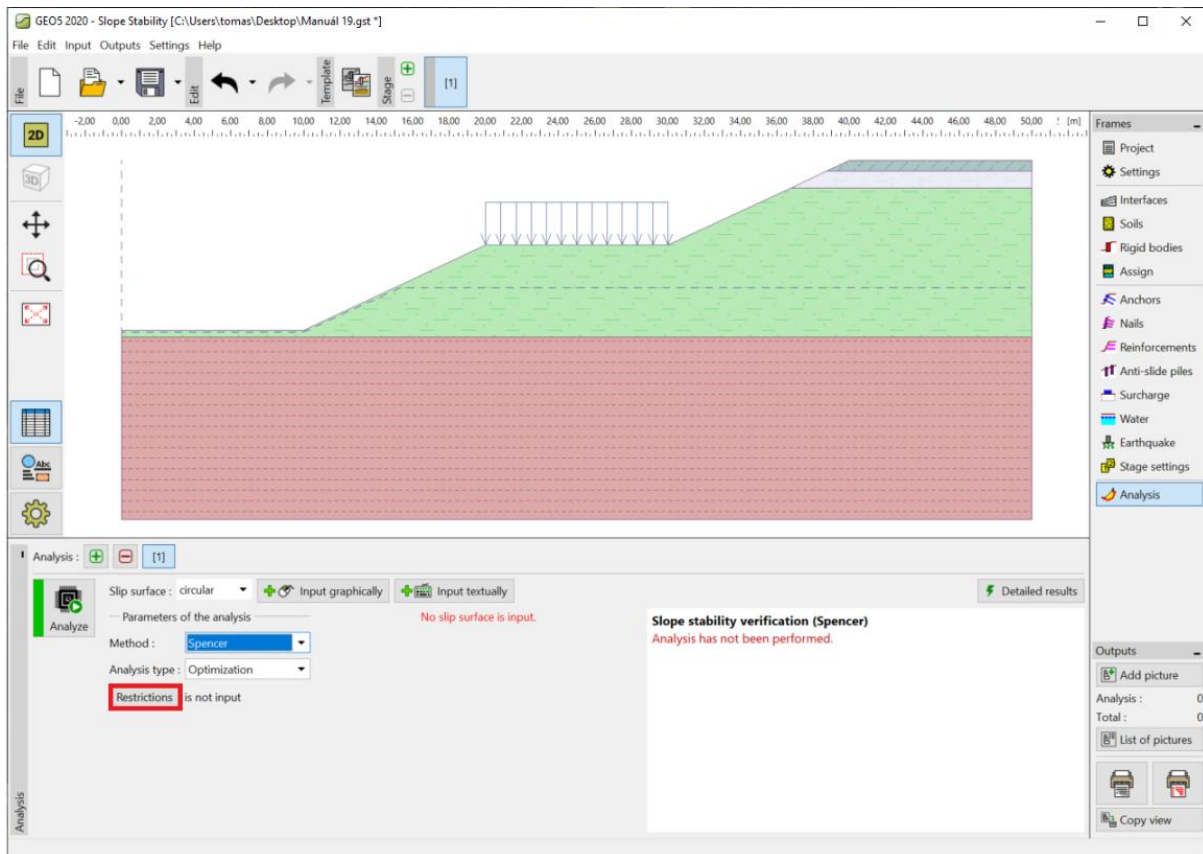 GEO5 2020 - Slope Stability [C:\Users\tomas\Desktop\Manuál 19.gst *]
File Edit Input Outputs Settings Help
File
Edit
Template
Stage
[1]
2D
-2,00 0,00 2,00 4,00 6,00 8,00 10,00 12,00 14,00 16,00 18,00 20,00 22,00 24,00 26,00 28,00 30,00 32,00 34,00 36,00 38,00 40,00 42,00 44,00 46,00 48,00 50,00 [m]
3D
Abc
Frames
Project
Settings
Interfaces
Soils
Rigid bodies
Assign
Anchors
Nails
Reinforcements
Anti-slide piles
Surcharge
Water
Earthquake
Stage settings
Analysis
Analysis : [1]
Analyze
Slip surface : circular Input graphically Input textually Detailed results
Parameters of the analysis
No slip surface is input.
Method : Spencer
Analysis type : Optimization
Restrictions is not input
Slope stability verification (Spencer)
Analysis has not been performed.
Analysis
Outputs
Add picture
Analysis : 0
Total : 0
List of pictures
Copy view